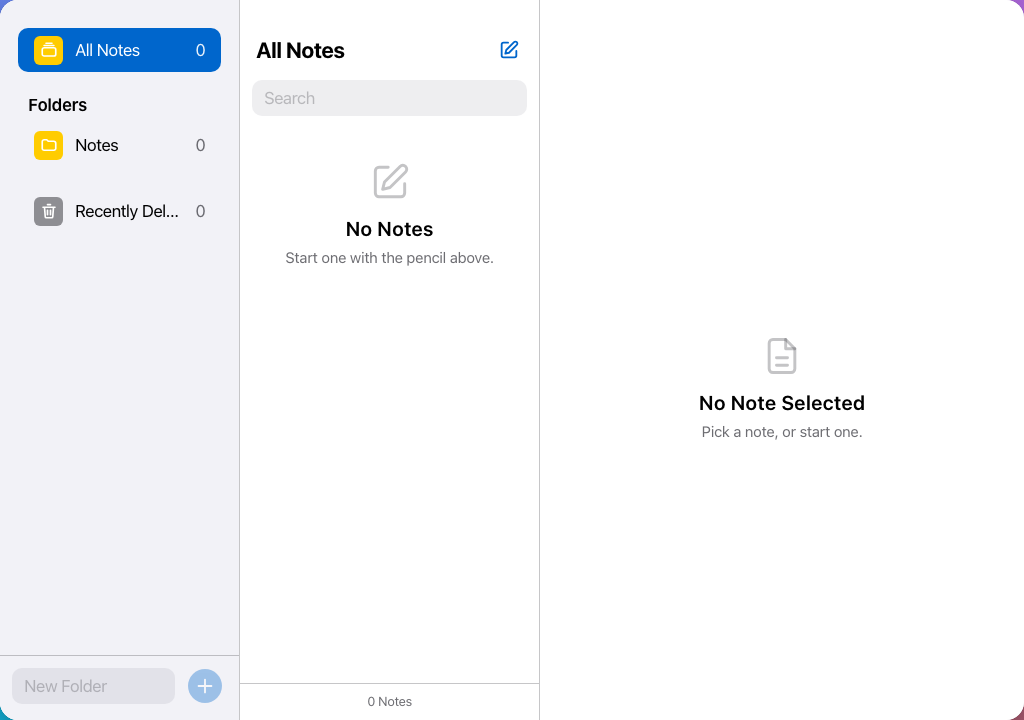 All Notes 0
Folders
Notes 0
Recently Del... 0
New Folder
All Notes
Search
No Notes
Start one with the pencil above.
0 Notes
No Note Selected
Pick a note, or start one.